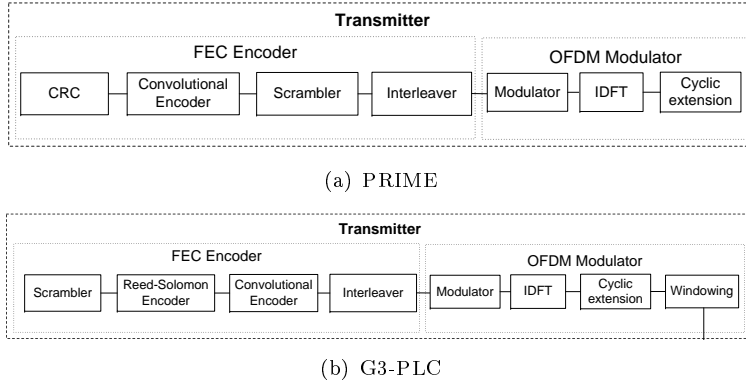 Transmitter
FEC Encoder
OFDM Modulator
CRC
Convolutional
Encoder
Scrambler
Interleaver
Modulator
IDFT
Cyclic
extension
(a) PRIME
Transmitter
FEC Encoder
OFDM Modulator
Scrambler
Reed-Solomon
Encoder
Convolutional
Encoder
Interleaver
Modulator
IDFT
Cyclic
extension
Windowing
(b) G3-PLC